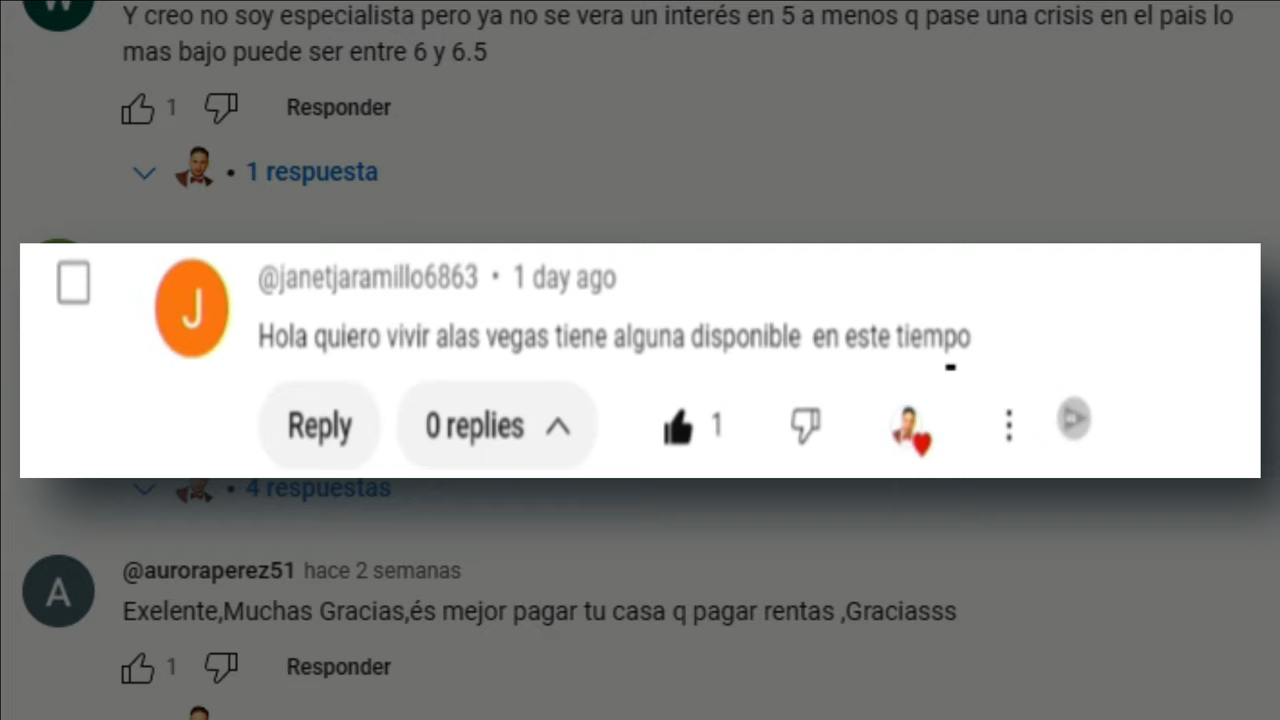 Y creo no soy especialista pero ya no se vera un interés en 5 a menos q pase una crisis en el pais lo
mas bajo puede ser entre 6 y 6.5
1 Responder
• 1 respuesta
J
@janetjaramillo6863 • 1 day ago
Hola quiero vivir alas vegas tiene alguna disponible en este tiempo
Reply 0 replies 1
• 4 respuestas
A
@auroraperez51 hace 2 semanas
Exelente,Muchas Gracias,és mejor pagar tu casa q pagar rentas ,Graciasss
1 Responder